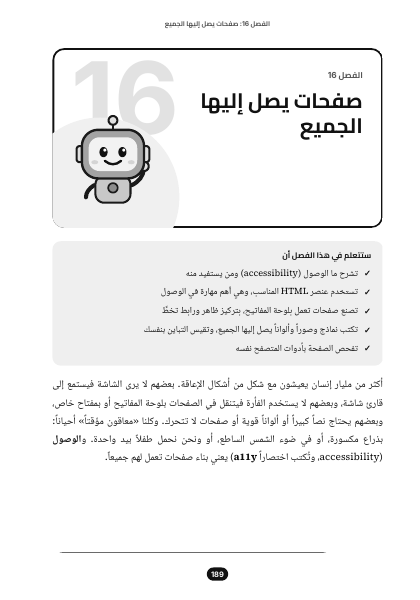 الفصل 16: صفحات يصل إليها الجميع
16
الفصل 16
صفحات يصل إليها
الجميع
ستتعلم في هذا الفصل أن
✓ تشرح ما الوصول (accessibility) ومن يستفيد منه
✓ تستخدم عنصر HTML المناسب، وهي أهم مهارة في الوصول
✓ تصنع صفحات تعمل بلوحة المفاتيح، بتركيز ظاهر ورابط تخطٍّ
✓ تكتب نماذج وصوراً وألواناً يصل إليها الجميع، وتقيس التباين بنفسك
✓ تفحص الصفحة بأدوات المتصفح نفسه
أكثر من مليار إنسان يعيشون مع شكل من أشكال الإعاقة. بعضهم لا يرى الشاشة فيستمع إلى
قارئ شاشة، وبعضهم لا يستخدم الفأرة فيتنقل في الصفحات بلوحة المفاتيح أو بمفتاح خاص،
وبعضهم يحتاج نصاً كبيراً أو ألواناً قوية أو صفحات لا تتحرك. وكلنا «معاقون مؤقتاً» أحياناً:
بذراع مكسورة، أو في ضوء الشمس الساطع، أو ونحن نحمل طفلاً بيد واحدة. والوصول
(accessibility، وتُكتب اختصاراً a11y) يعني بناء صفحات تعمل لهم جميعاً.
189